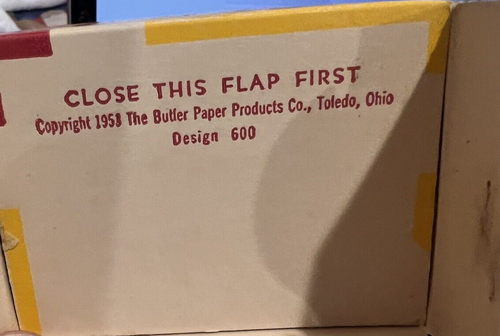 CLOSE THIS FLAP FIRST
Copyright 1958 The Butler Paper Products Co., Toledo, Ohio
Design 600